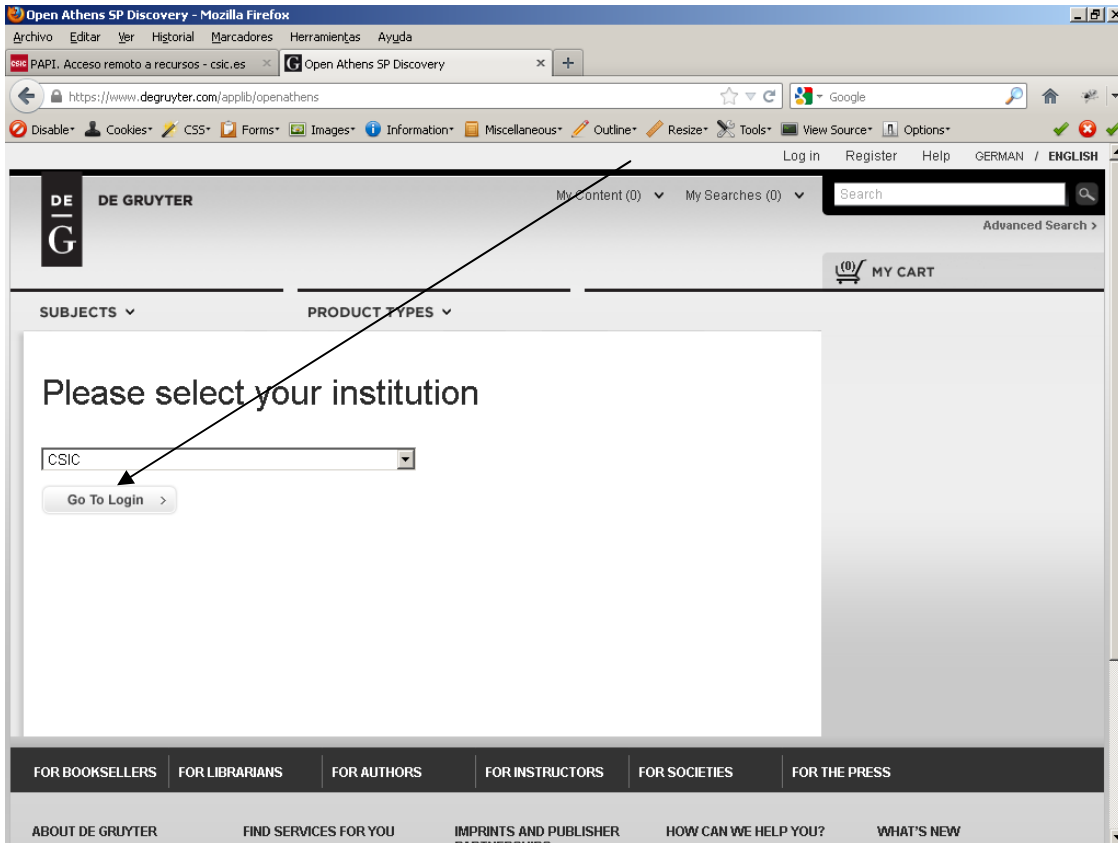 Open Athens SP Discovery - Mozilla Firefox
Archivo Editar Ver Historial Marcadores Herramientas Ayuda
CSIC PAPI. Acceso remoto a recursos - csic.es × G Open Athens SP Discovery × +
https://www.degruyter.com/applib/openathens Google
Disable Cookies CSS Forms Images Information Miscellaneous Outline Resize Tools View Source Options
Log in Register Help GERMAN / ENGLISH
DE G DE GRUYTER My Content (0) My Searches (0) Search
Advanced Search >
(0) MY CART
SUBJECTS PRODUCT TYPES
Please select your institution
CSIC
Go To Login >
FOR BOOKSELLERS FOR LIBRARIANS FOR AUTHORS FOR INSTRUCTORS FOR SOCIETIES FOR THE PRESS
ABOUT DE GRUYTER FIND SERVICES FOR YOU IMPRINTS AND PUBLISHER HOW CAN WE HELP YOU? WHAT'S NEW
PARTNERSHIPS